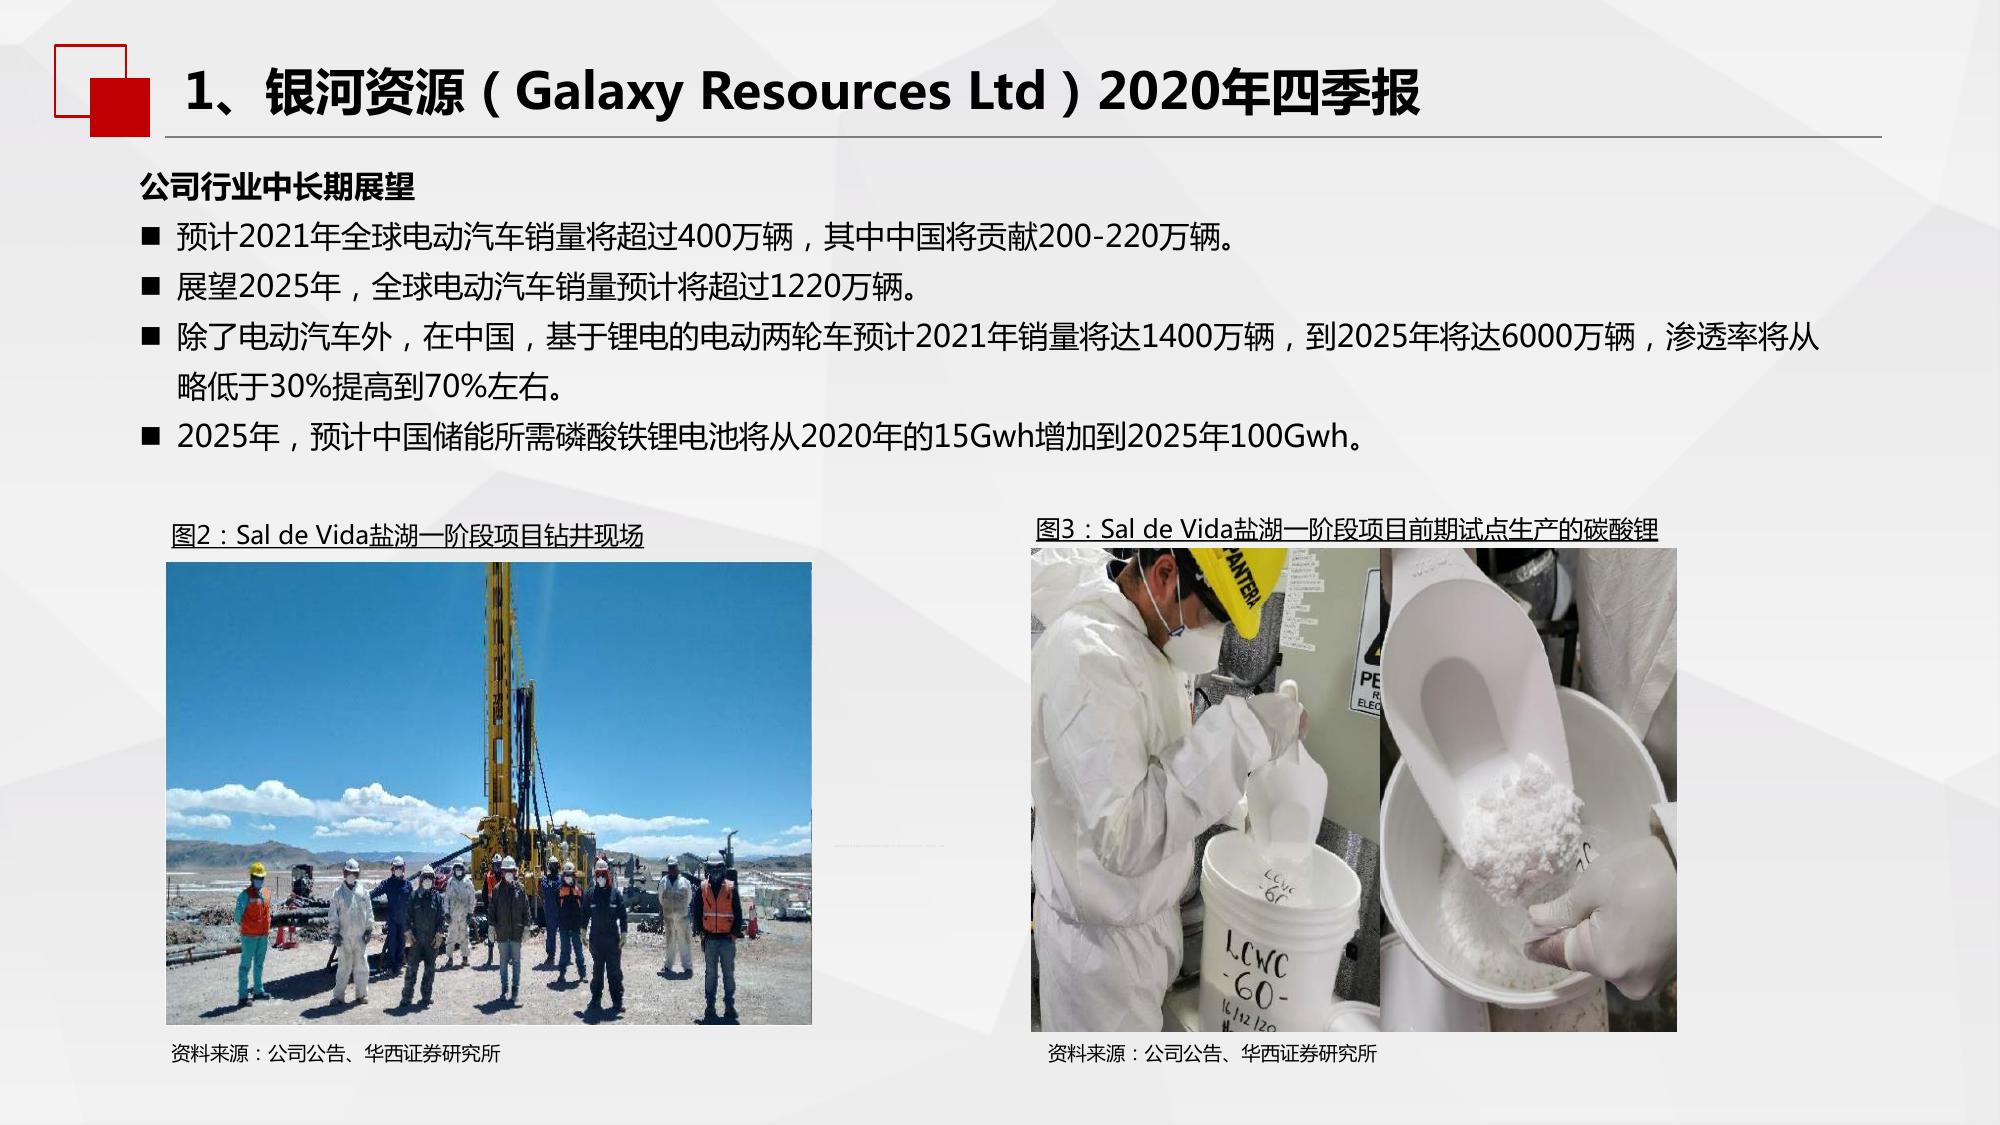 1、银河资源（Galaxy Resources Ltd）2020年四季报
公司行业中长期展望
■ 预计2021年全球电动汽车销量将超过400万辆，其中中国将贡献200-220万辆。
■ 展望2025年，全球电动汽车销量预计将超过1220万辆。
■ 除了电动汽车外，在中国，基于锂电的电动两轮车预计2021年销量将达1400万辆，到2025年将达6000万辆，渗透率将从
略低于30%提高到70%左右。
■ 2025年，预计中国储能所需磷酸铁锂电池将从2020年的15Gwh增加到2025年100Gwh。
图2：Sal de Vida盐湖一阶段项目钻井现场
图3：Sal de Vida盐湖一阶段项目前期试点生产的碳酸锂
PANTERA
PE
ELEC
LCWC
-60
LCWC
-60-
16/12/20
资料来源：公司公告、华西证券研究所
资料来源：公司公告、华西证券研究所